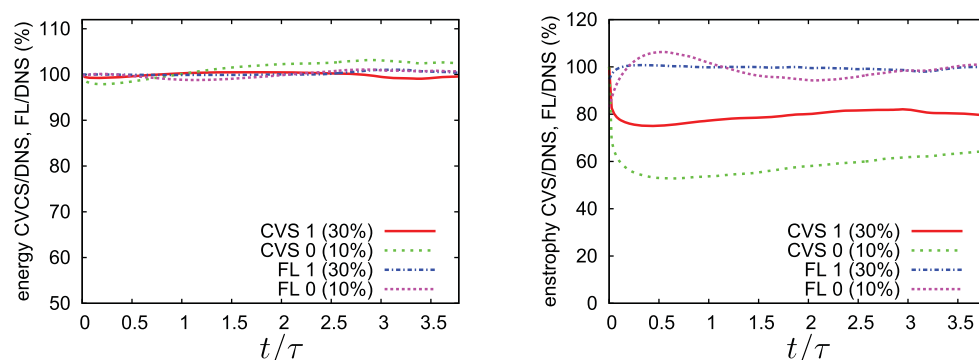 energy CVCS/DNS, FL/DNS (%)
110
100
90
80
70
60
50
CVS 1 (30%)
CVS 0 (10%)
FL 1 (30%)
FL 0 (10%)
0 0.5 1 1.5 2 2.5 3 3.5
t/τ
enstrophy CVS/DNS, FL/DNS (%)
120
100
80
60
40
20
0
CVS 1 (30%)
CVS 0 (10%)
FL 1 (30%)
FL 0 (10%)
0 0.5 1 1.5 2 2.5 3 3.5
t/τ